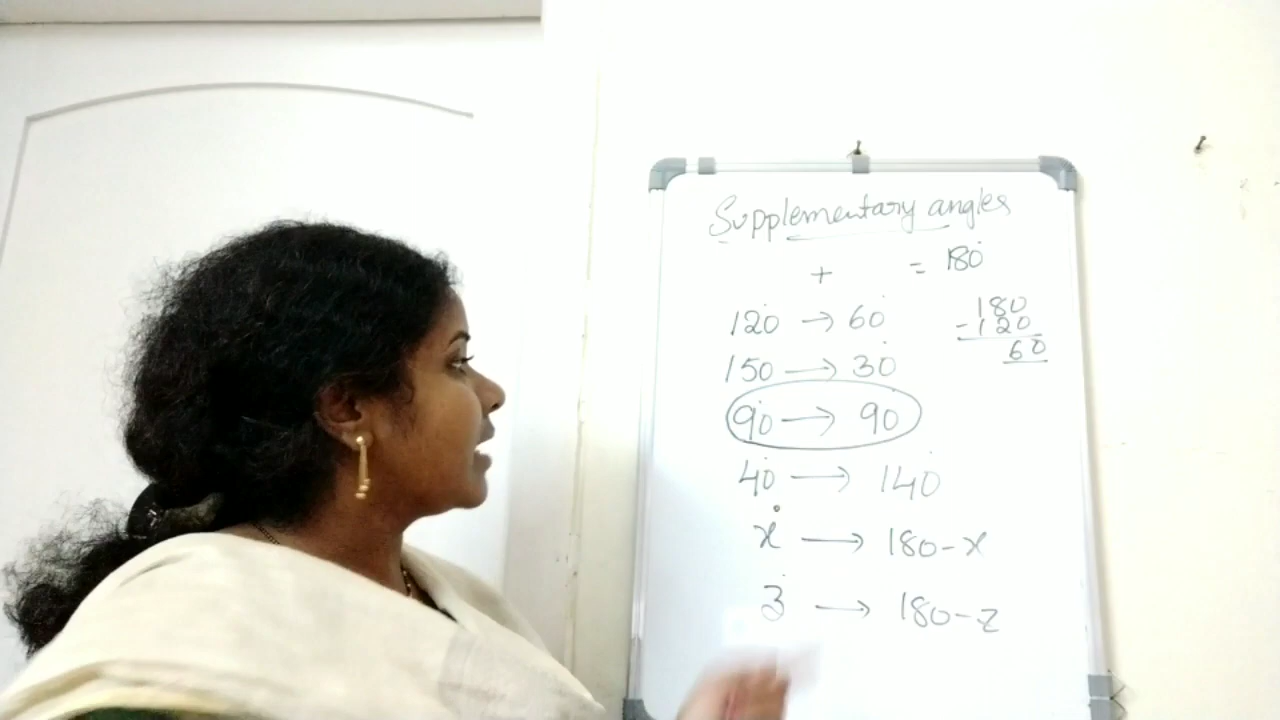 Supplementary angles
+ = 180°
120° → 60°
180
-120
60
150 → 30°
90° → 90
40° → 140°
x° → 180-x
z° → 180-z